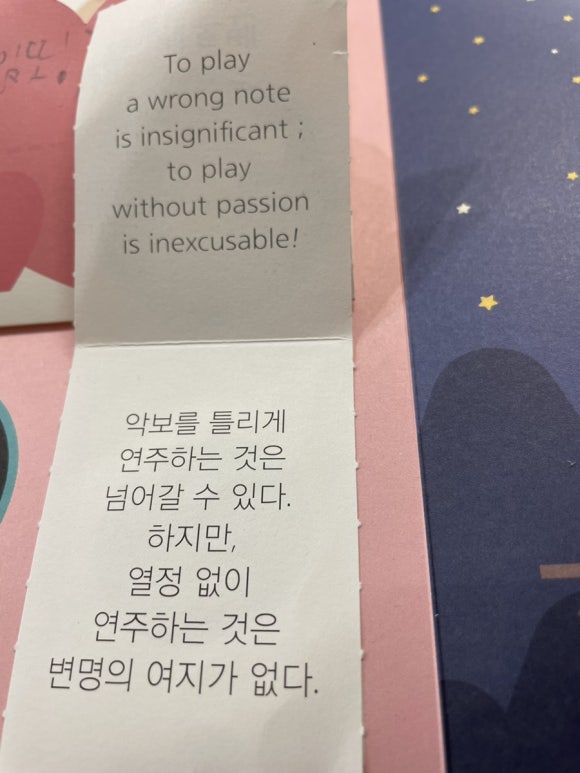 To play
a wrong note
is insignificant ;
to play
without passion
is inexcusable!
악보를 틀리게
연주하는 것은
넘어갈 수 있다.
하지만,
열정 없이
연주하는 것은
변명의 여지가 없다.